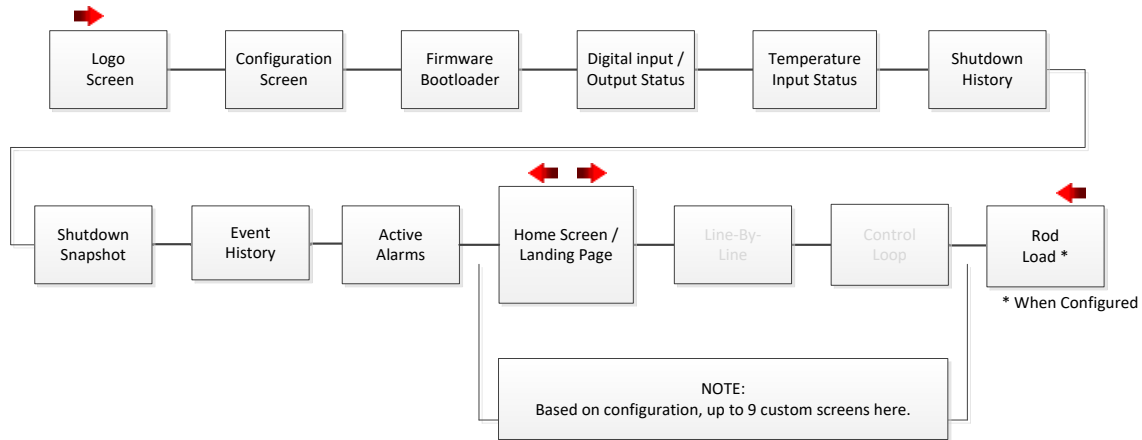 Logo
Screen
Configuration
Screen
Firmware
Bootloader
Digital input /
Output Status
Temperature
Input Status
Shutdown
History
Shutdown
Snapshot
Event
History
Active
Alarms
Home Screen /
Landing Page
Line-By-
Line
Control
Loop
Rod
Load *
* When Configured
NOTE:
Based on configuration, up to 9 custom screens here.